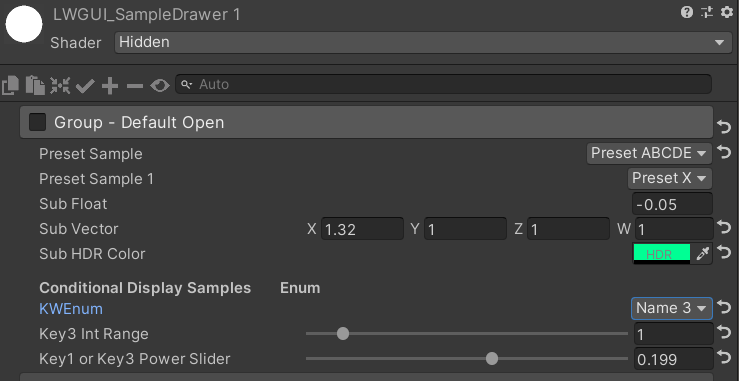 LWGUI_SampleDrawer 1
Shader Hidden
Auto
Group - Default Open
Preset Sample Preset ABCDE
Preset Sample 1 Preset X
Sub Float -0.05
Sub Vector X 1.32 Y 1 Z 1 W 1
Sub HDR Color HDR
Conditional Display Samples Enum
KWEnum Name 3
Key3 Int Range 1
Key1 or Key3 Power Slider 0.199